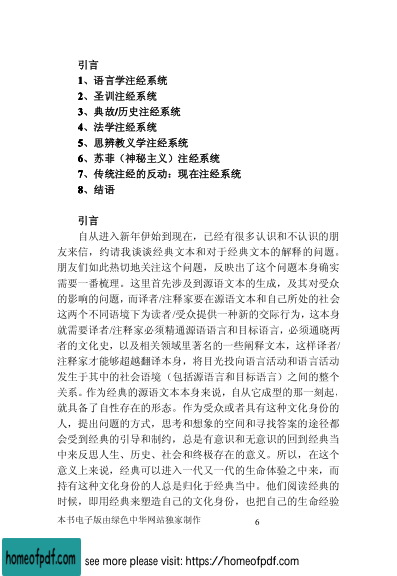 引言
1、语言学注经系统
2、圣训注经系统
3、典故/历史注经系统
4、法学注经系统
5、思辨教义学注经系统
6、苏菲（神秘主义）注经系统
7、传统注经的反动：现在注经系统
8、结语
引言
自从进入新年伊始到现在，已经有很多认识和不认识的朋
友来信，约请我谈谈经典文本和对于经典文本的解释的问题。
朋友们如此热切地关注这个问题，反映出了这个问题本身确实
需要一番梳理。这里首先涉及到源语文本的生成，及其对受众
的影响的问题，而译者/注释家要在源语文本和自己所处的社会
这两个不同语境下为读者/受众提供一种新的交际行为，这本身
就需要译者/注释家必须精通源语语言和目标语言，必须通晓两
者的文化史，以及相关领域里著名的一些阐释文本，这样译者/
注释家才能够超越翻译本身，将目光投向语言活动和语言活动
发生于其中的社会语境（包括源语言和目标语言）之间的整个
关系。作为经典的源语文本本身来说，自从它成型的那一刻起，
就具备了自性存在的形态。作为受众或者具有这种文化身份的
人，提出问题的方式，思考和想象的空间和寻找答案的途径都
会受到经典的引导和制约，总是有意识和无意识的回到经典当
中来反思人生、历史、社会和终极存在的意义。所以，在这个
意义上来说，经典可以进入一代又一代的生命体验之中来，而
持有这种文化身份的人总是归化于经典当中。他们阅读经典的
时候，即用经典来塑造自己的文化身份，也把自己的生命经验
本书电子版由绿色中华网站独家制作
6
homeofpdf.com
see more please visit: https://homeofpdf.com